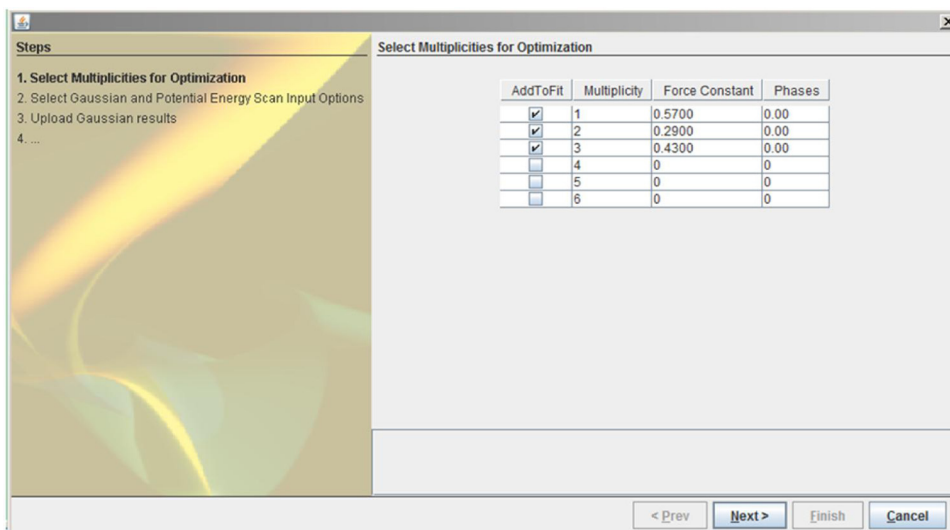 Steps
1. Select Multiplicities for Optimization
2. Select Gaussian and Potential Energy Scan Input Options
3. Upload Gaussian results
4. ...
Select Multiplicities for Optimization
AddToFit Multiplicity Force Constant Phases
1 0.5700 0.00
2 0.2900 0.00
3 0.4300 0.00
4 0 0
5 0 0
6 0 0
< Prev Next > Finish Cancel